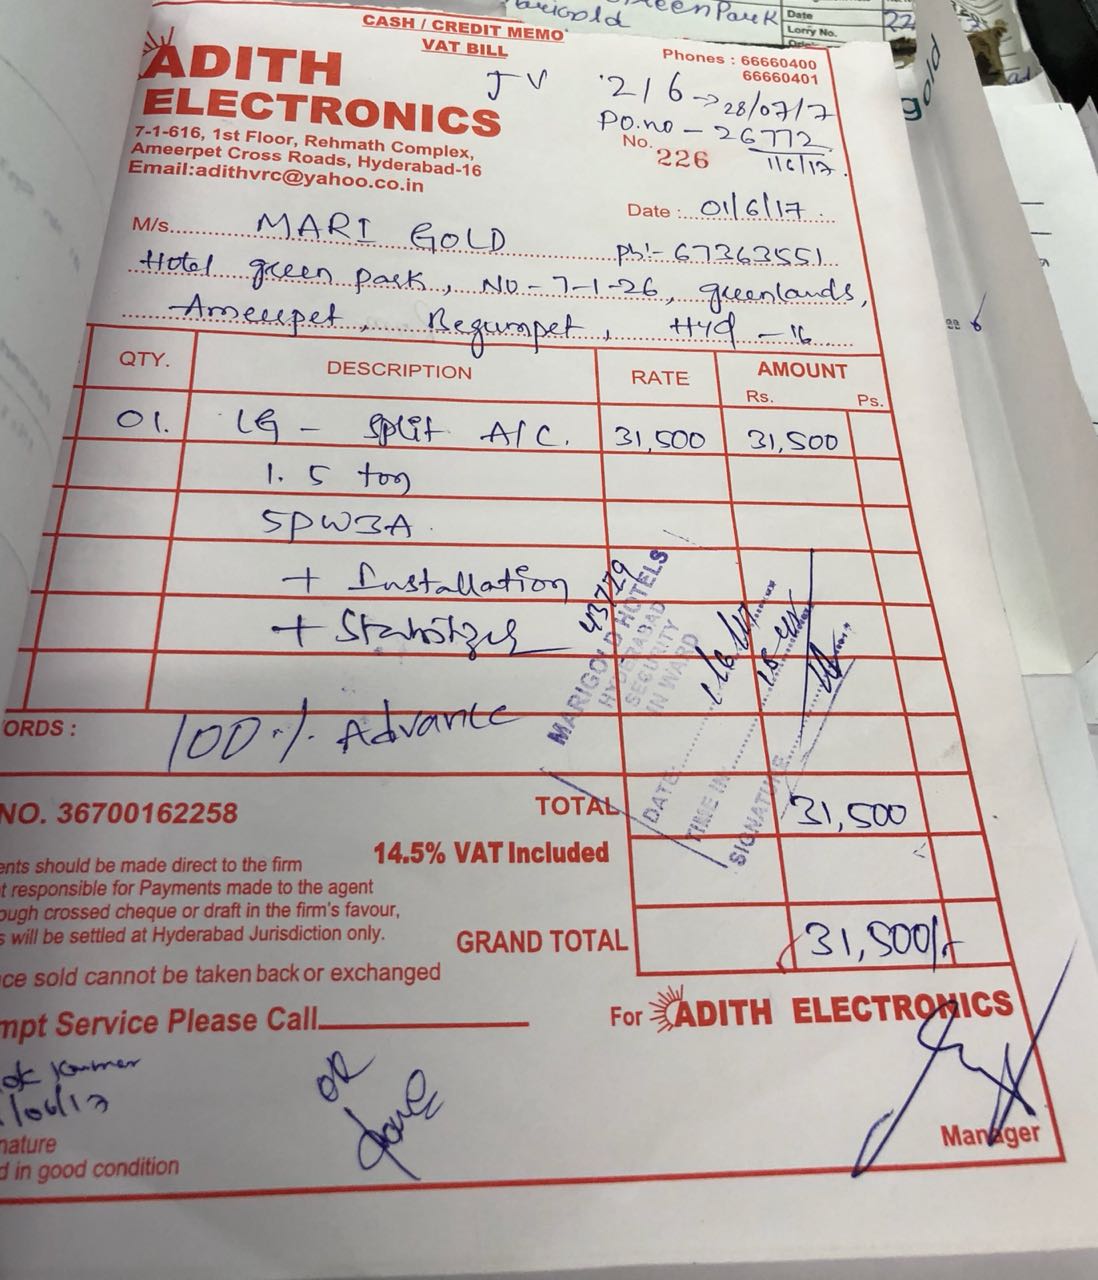 arigold
reenPark
Date
22
Lorry No.
gold
CASH / CREDIT MEMO
VAT BILL
ADITH
ELECTRONICS
7-1-616, 1st Floor, Rehmath Complex,
Ameerpet Cross Roads, Hyderabad-16
Email:adithvrc@yahoo.co.in
Phones : 66660400
66660401
JV 216→28/07/17
PO.no - 26772
1/6/17.
No. 226
Date : 01/6/17
M/s. MARI GOLD ph:- 67363551
Hotel green park, NO-7-1-26, greenlands,
Ameerpet, Begumpet, Hyd -16
QTY. DESCRIPTION RATE AMOUNT
Rs. Ps.
01. LG - Split A/C. 31,500 31,500
1.5 ton
SPW3A
+ Installation
+ Stabilizer
43779
MARIGOLD HOTELS
HYDERABAD
SECURITY
IN WARD
DATE: 1/6/17
TIME IN
SIGNATURE
ORDS : 100 % Advance
NO. 36700162258
TOTAL 31,500
14.5% VAT Included
ents should be made direct to the firm
t responsible for Payments made to the agent
ough crossed cheque or draft in the firm's favour,
s will be settled at Hyderabad Jurisdiction only.
GRAND TOTAL 31,500/-
ce sold cannot be taken back or exchanged
mpt Service Please Call
For ADITH ELECTRONICS
ok Kummer
/06/17
OK
nature
d in good condition
Manager